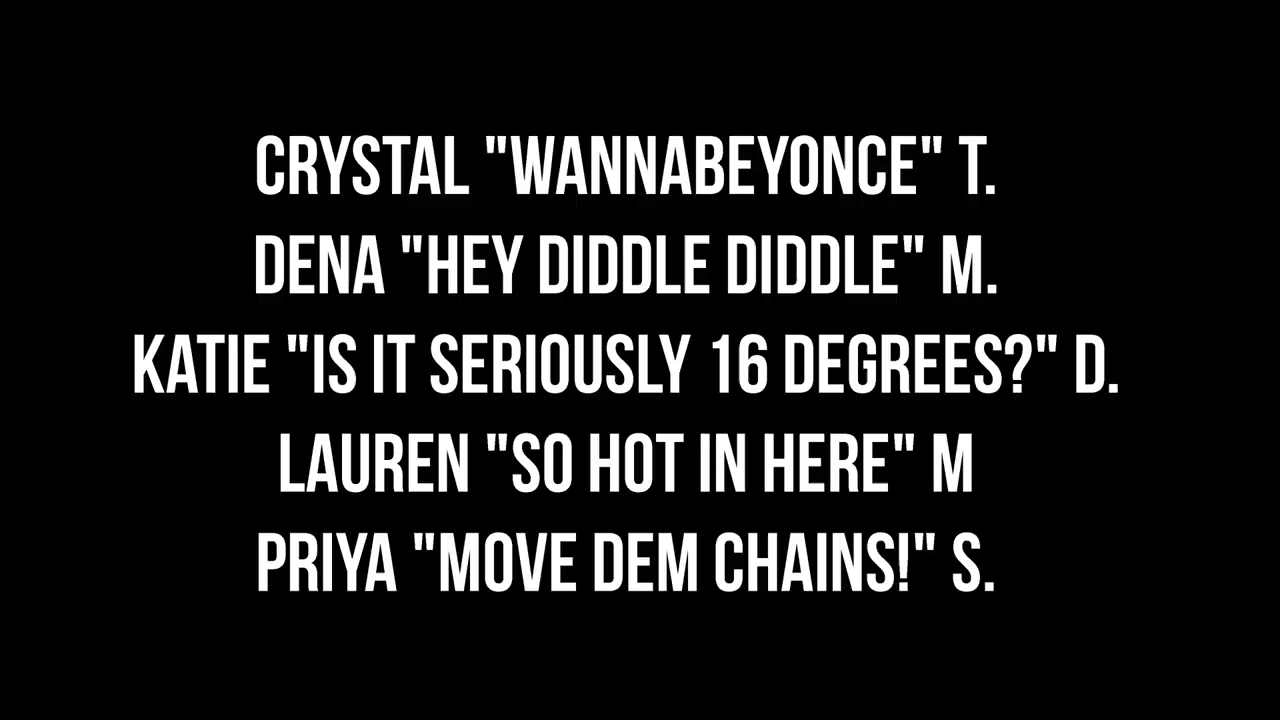 CRYSTAL "WANNABEYONCE" T.
DENA "HEY DIDDLE DIDDLE" M.
KATIE "IS IT SERIOUSLY 16 DEGREES?" D.
LAUREN "SO HOT IN HERE" M
PRIYA "MOVE DEM CHAINS!" S.